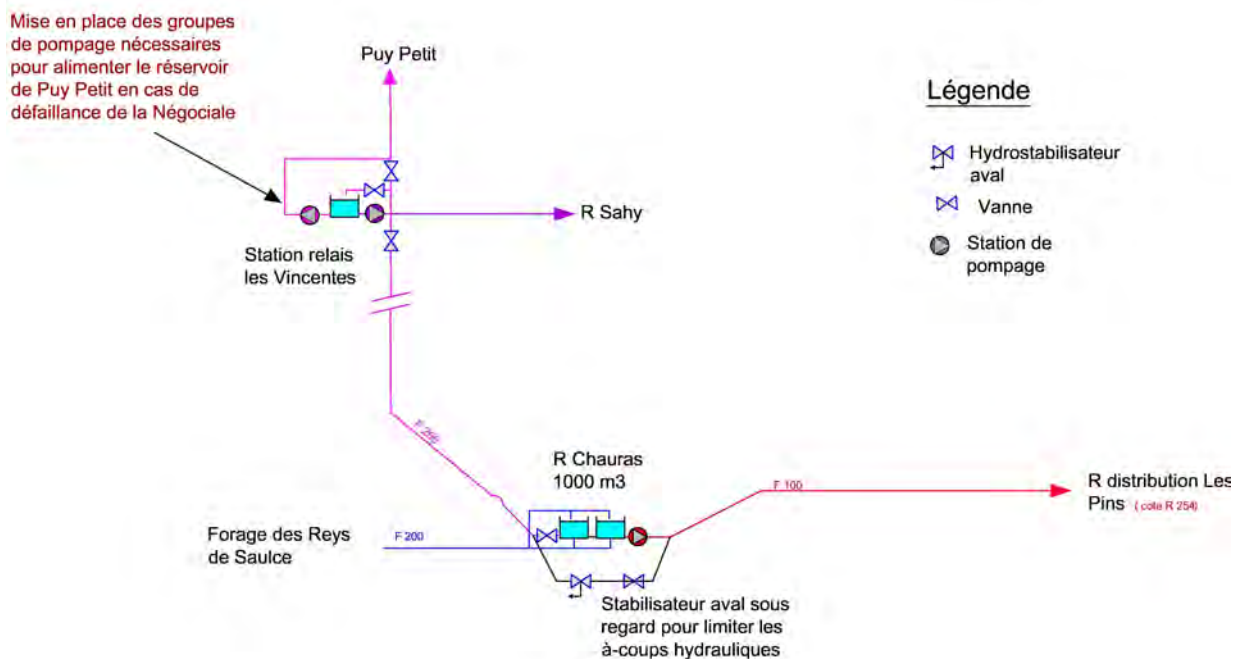 Mise en place des groupes
de pompage nécessaires
pour alimenter le réservoir
de Puy Petit en cas de
défaillance de la Négociale
Puy Petit
Légende
Hydrostabilisateur
aval
Vanne
Station de
pompage
R Sahy
Station relais
les Vincentes
F 250
R Chauras
1000 m3
F 100
R distribution Les
Pins ( cote R 254)
Forage des Reys
de Saulce
F 200
Stabilisateur aval sous
regard pour limiter les
à-coups hydrauliques